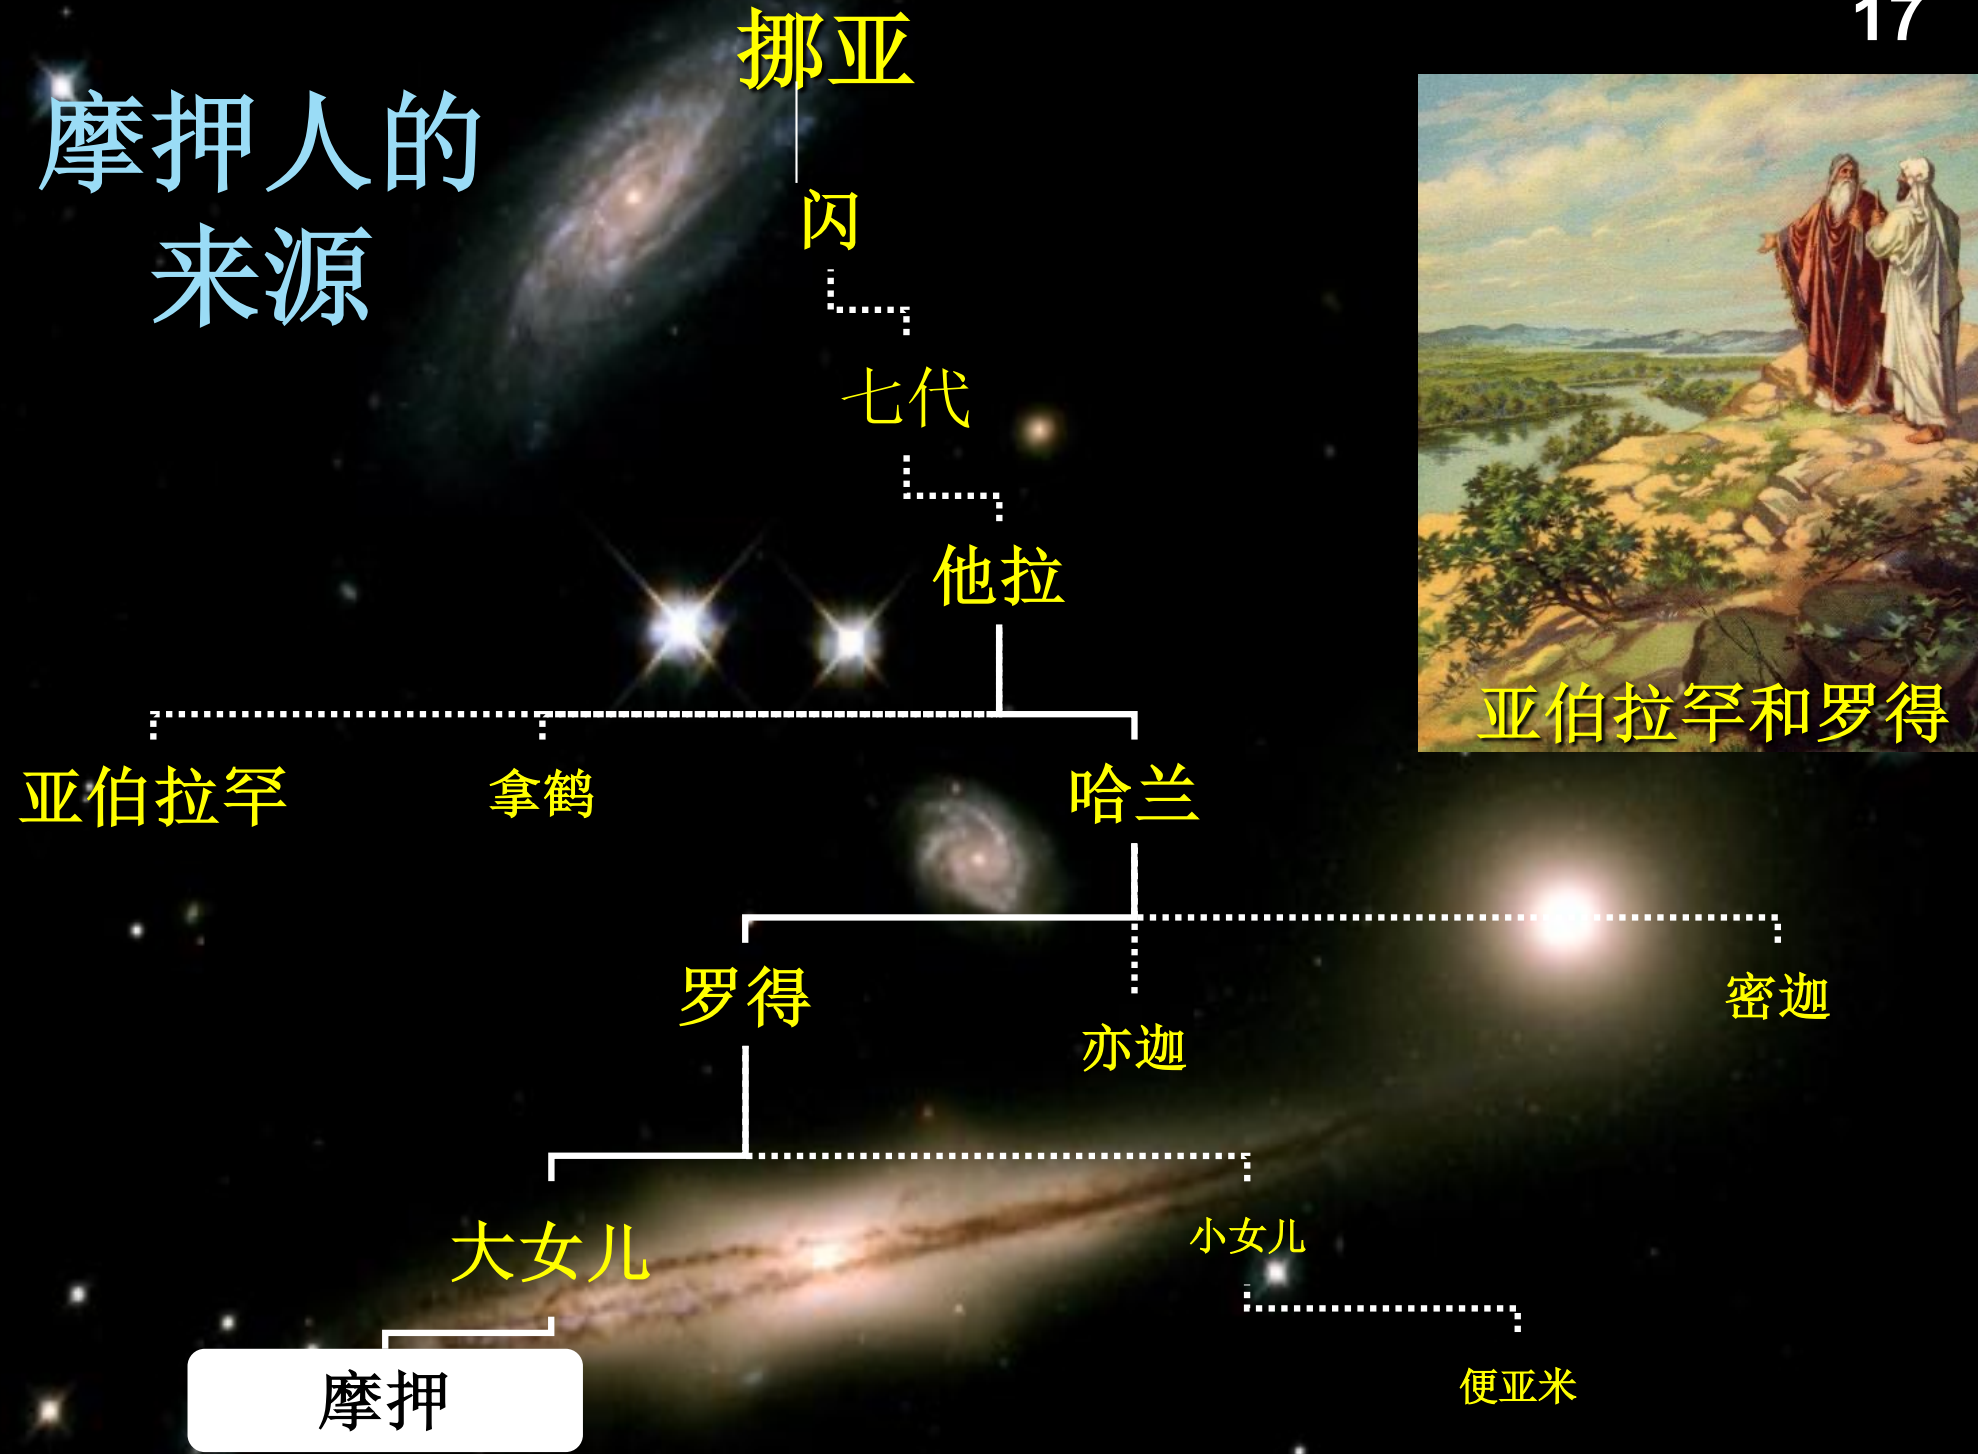 17
挪亚
摩押人的
来源
闪
七代
他拉
亚伯拉罕和罗得
亚伯拉罕
拿鹤
哈兰
罗得
亦迦
密迦
大女儿
小女儿
摩押
便亚米